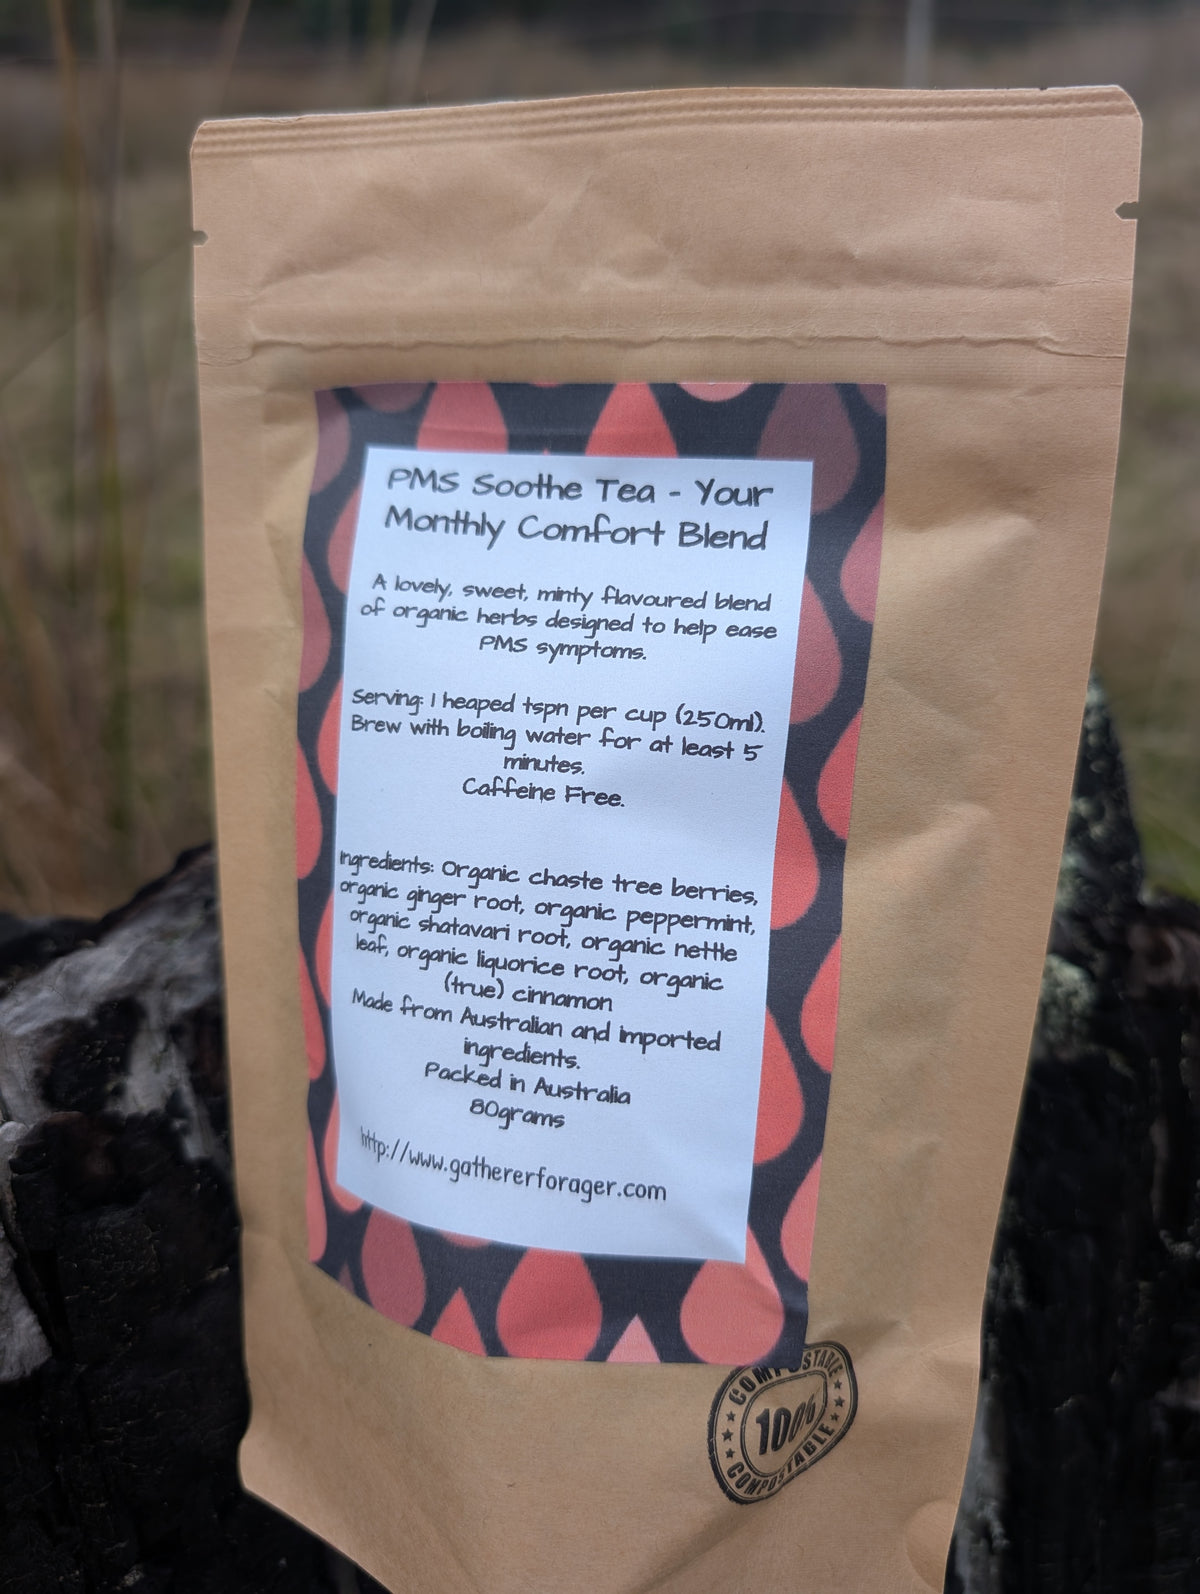 PMS Soothe Tea - Your
Monthly Comfort Blend
A lovely, sweet, minty flavoured blend
of organic herbs designed to help ease
PMS symptoms.
Serving: 1 heaped tspn per cup (250ml).
Brew with boiling water for at least 5
minutes.
Caffeine Free.
Ingredients: Organic chaste tree berries,
organic ginger root, organic peppermint,
organic shatavari root, organic nettle
leaf, organic liquorice root, organic
(true) cinnamon
Made from Australian and imported
ingredients.
Packed in Australia
80grams
http://www.gathererforager.com
COMPOSTABLE
100%
COMPOSTABLE